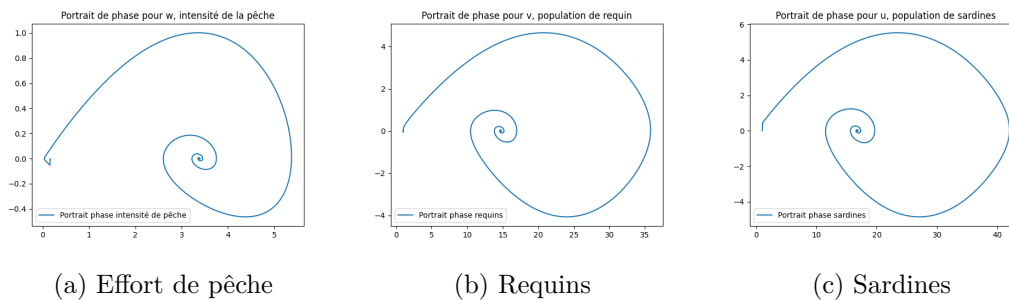 Portrait de phase pour w, intensité de la pêche
1.0
0.8
0.6
0.4
0.2
0.0
−0.2
−0.4
0 1 2 3 4 5
Portrait phase intensité de pêche
(a) Effort de pêche
Portrait de phase pour v, population de requin
4
2
0
−2
−4
0 5 10 15 20 25 30 35
Portrait phase requins
(b) Requins
Portrait de phase pour u, population de sardines
6
4
2
0
−2
−4
0 10 20 30 40
Portrait phase sardines
(c) Sardines